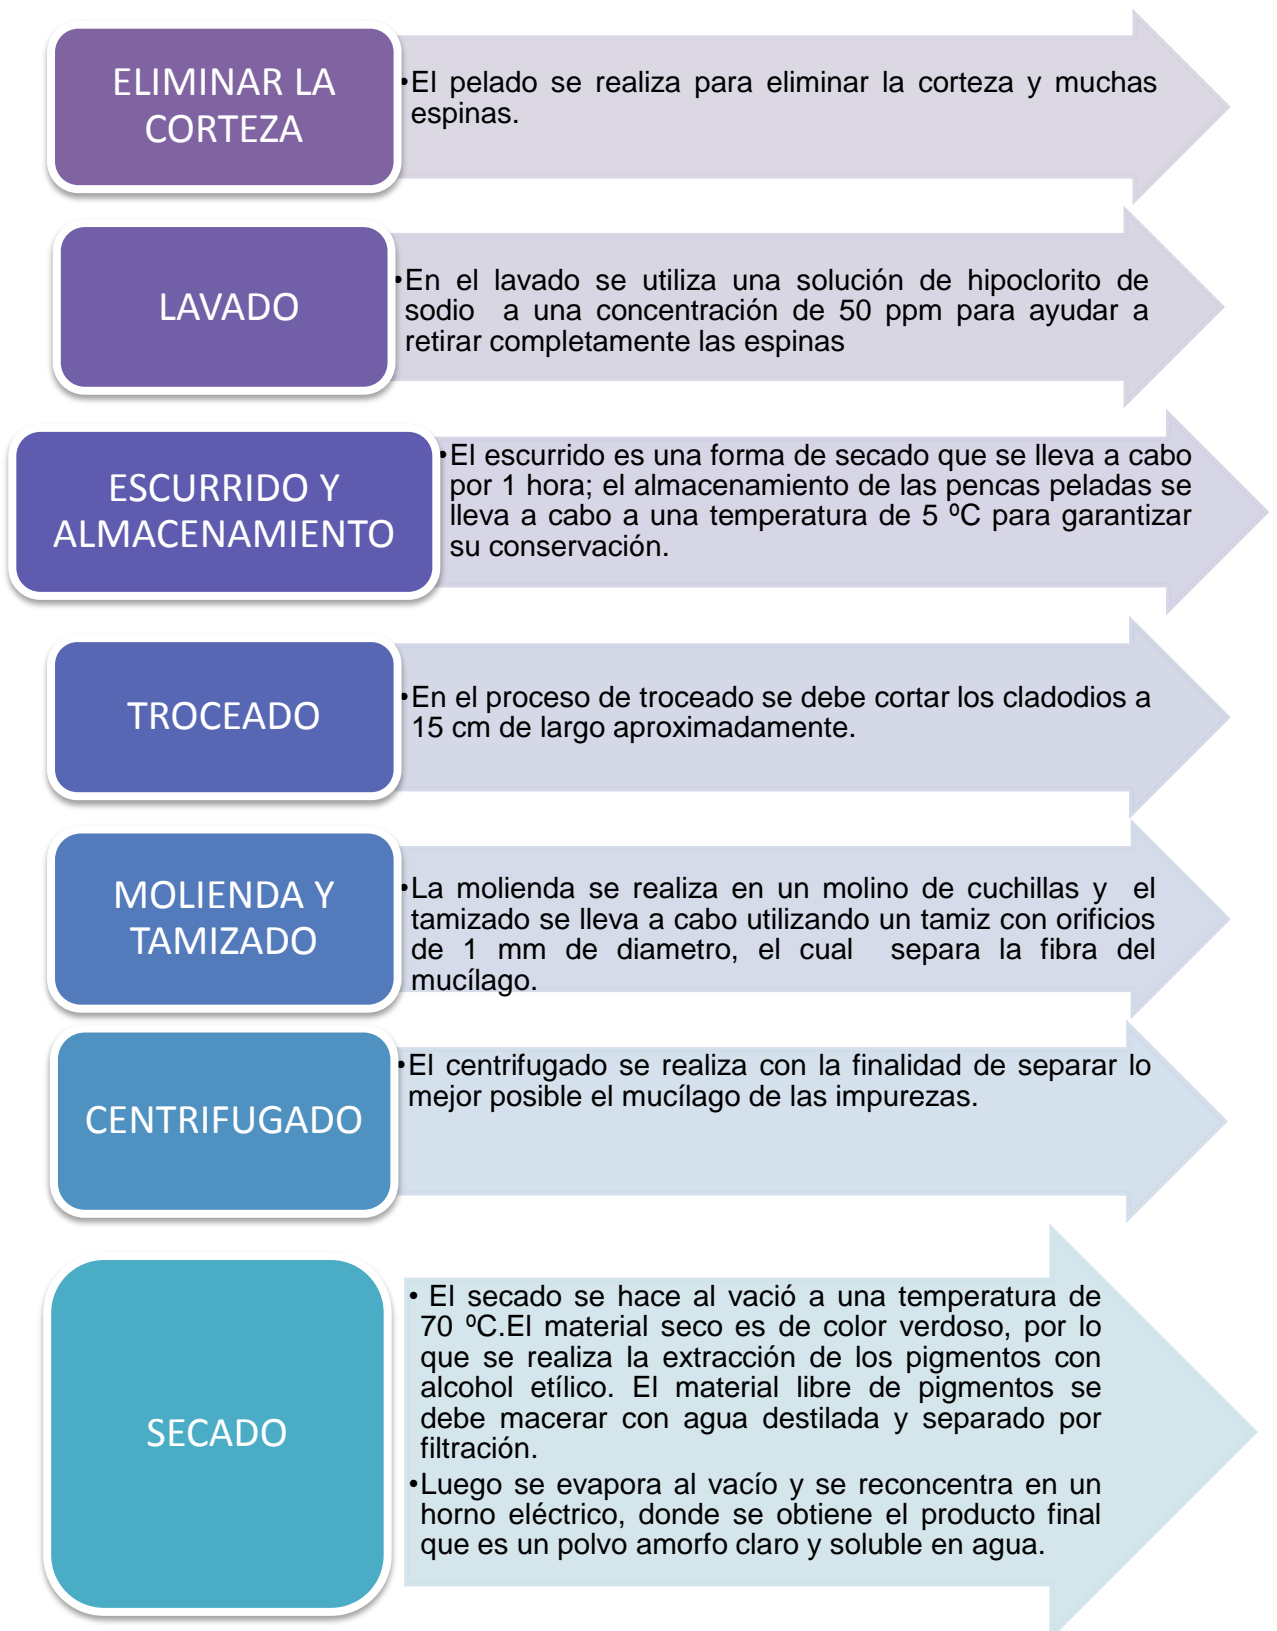 ELIMINAR LA
CORTEZA
•El pelado se realiza para eliminar la corteza y muchas
espinas.
LAVADO
•En el lavado se utiliza una solución de hipoclorito de
sodio a una concentración de 50 ppm para ayudar a
retirar completamente las espinas
ESCURRIDO Y
ALMACENAMIENTO
•El escurrido es una forma de secado que se lleva a cabo
por 1 hora; el almacenamiento de las pencas peladas se
lleva a cabo a una temperatura de 5 ºC para garantizar
su conservación.
TROCEADO
•En el proceso de troceado se debe cortar los cladodios a
15 cm de largo aproximadamente.
MOLIENDA Y
TAMIZADO
•La molienda se realiza en un molino de cuchillas y el
tamizado se lleva a cabo utilizando un tamiz con orificios
de 1 mm de diametro, el cual separa la fibra del
mucílago.
CENTRIFUGADO
•El centrifugado se realiza con la finalidad de separar lo
mejor posible el mucílago de las impurezas.
SECADO
• El secado se hace al vació a una temperatura de
70 ºC.El material seco es de color verdoso, por lo
que se realiza la extracción de los pigmentos con
alcohol etílico. El material libre de pigmentos se
debe macerar con agua destilada y separado por
filtración.
•Luego se evapora al vacío y se reconcentra en un
horno eléctrico, donde se obtiene el producto final
que es un polvo amorfo claro y soluble en agua.